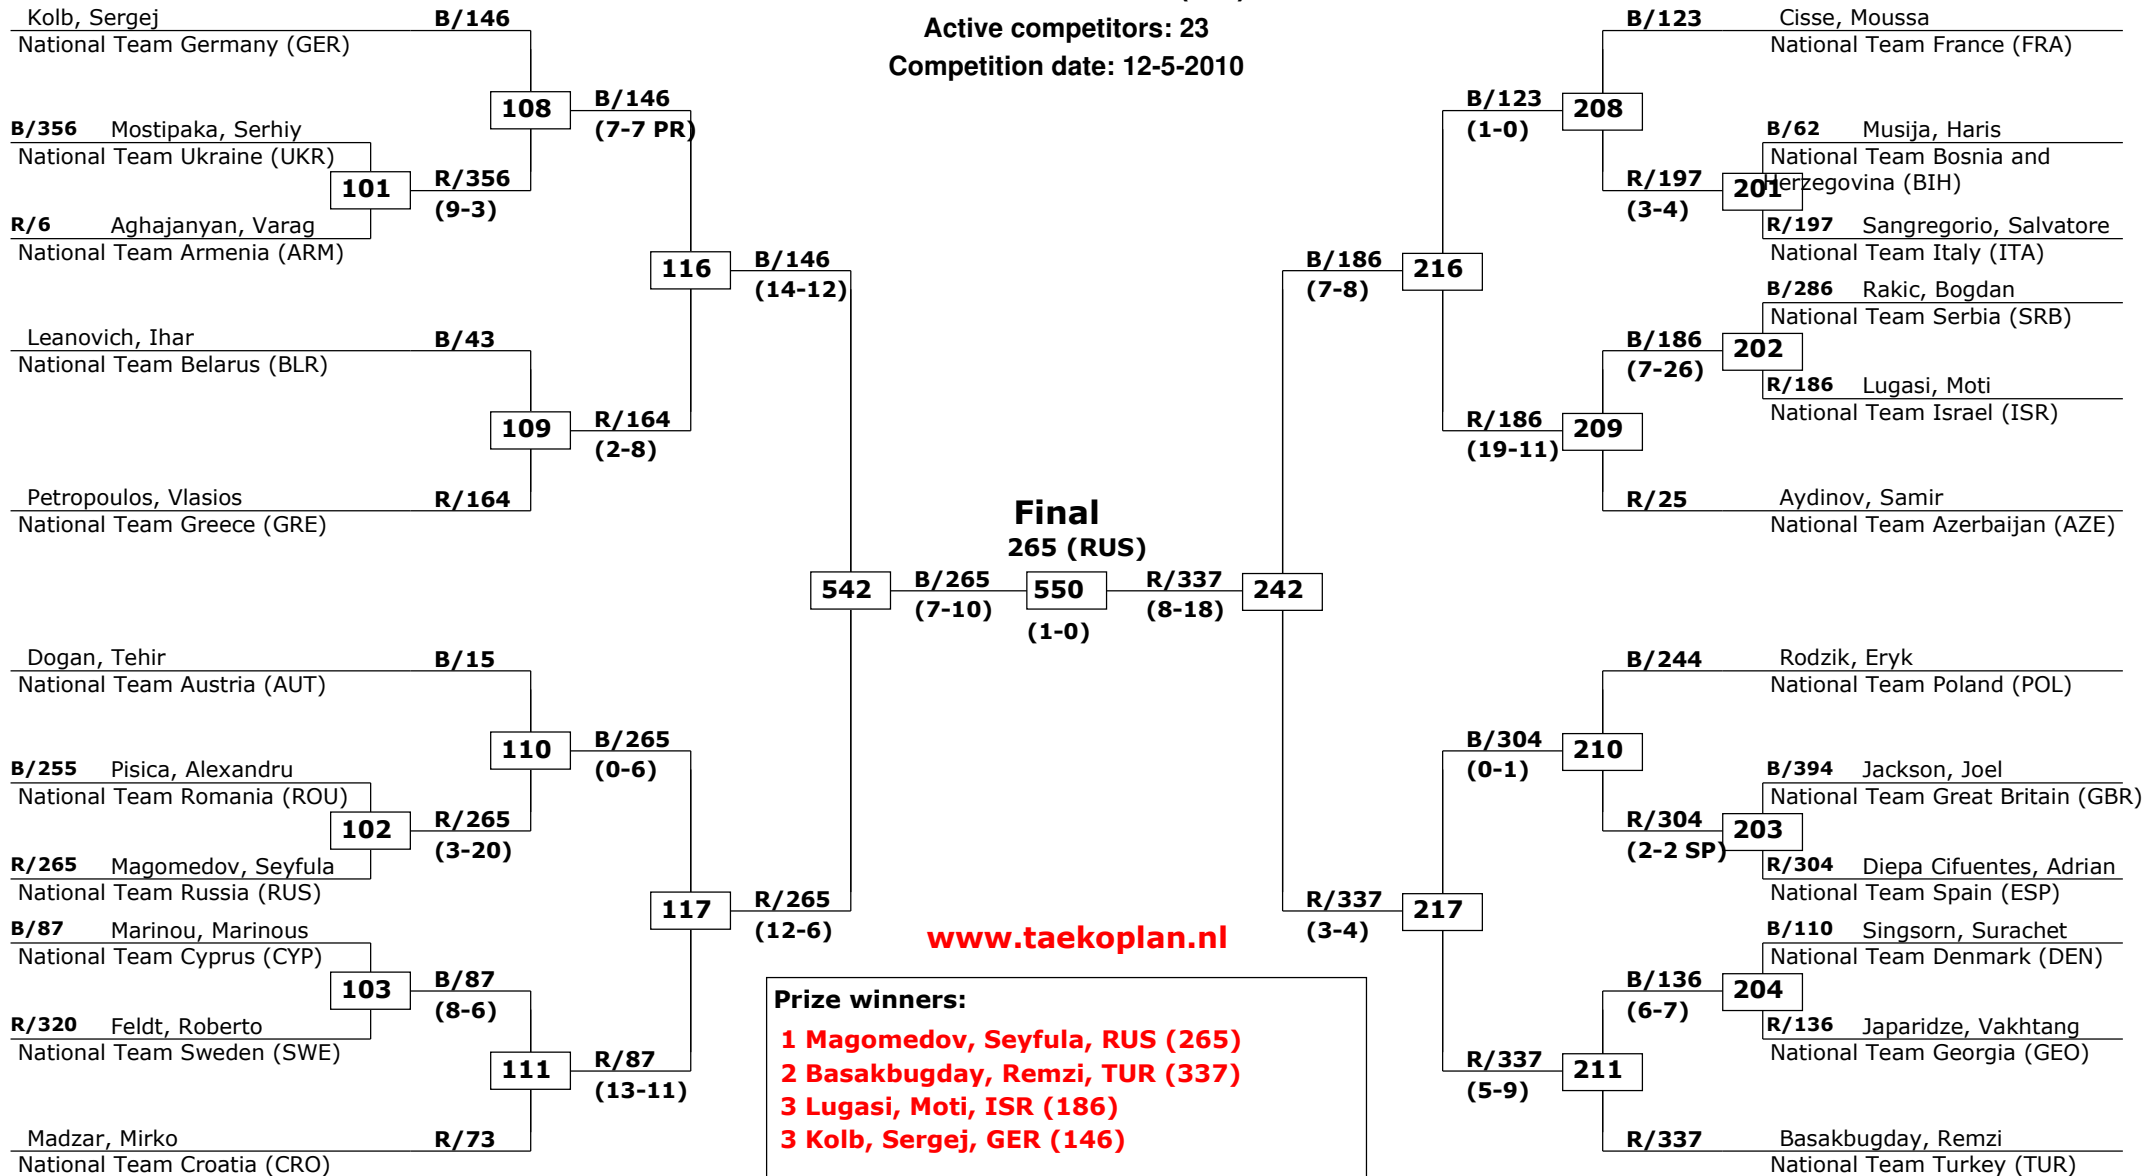 Active competitors: 23
Competition date: 12-5-2010
Kolb, Sergej B/146
National Team Germany (GER)
108
B/146
(7-7 PR)
B/356 Mostipaka, Serhiy
National Team Ukraine (UKR)
101
R/356
(9-3)
R/6 Aghajanyan, Varag
National Team Armenia (ARM)
116
B/146
(14-12)
Leanovich, Ihar B/43
National Team Belarus (BLR)
109
R/164
(2-8)
Petropoulos, Vlasios R/164
National Team Greece (GRE)
542
B/265
(7-10)
Dogan, Tehir B/15
National Team Austria (AUT)
110
B/265
(0-6)
B/255 Pisica, Alexandru
National Team Romania (ROU)
102
R/265
(3-20)
R/265 Magomedov, Seyfula
National Team Russia (RUS)
117
R/265
(12-6)
B/87 Marinou, Marinous
National Team Cyprus (CYP)
103
B/87
(8-6)
R/320 Feldt, Roberto
National Team Sweden (SWE)
111
R/87
(13-11)
Madzar, Mirko R/73
National Team Croatia (CRO)
Final
265 (RUS)
550
(1-0)
B/123 Cisse, Moussa
National Team France (FRA)
B/123
(1-0)
208
B/62 Musija, Haris
National Team Bosnia and
Herzegovina (BIH)
R/197
(3-4)
201
R/197 Sangregorio, Salvatore
National Team Italy (ITA)
B/186
(7-8)
216
B/286 Rakic, Bogdan
National Team Serbia (SRB)
B/186
(7-26)
202
R/186 Lugasi, Moti
National Team Israel (ISR)
R/186
(19-11)
209
R/25 Aydinov, Samir
National Team Azerbaijan (AZE)
R/337
(8-18)
242
B/244 Rodzik, Eryk
National Team Poland (POL)
B/304
(0-1)
210
B/394 Jackson, Joel
National Team Great Britain (GBR)
R/304
(2-2 SP)
203
R/304 Diepa Cifuentes, Adrian
National Team Spain (ESP)
R/337
(3-4)
217
B/110 Singsorn, Surachet
National Team Denmark (DEN)
B/136
(6-7)
204
R/136 Japaridze, Vakhtang
National Team Georgia (GEO)
R/337
(5-9)
211
R/337 Basakbugday, Remzi
National Team Turkey (TUR)
www.taekoplan.nl
Prize winners:
1 Magomedov, Seyfula, RUS (265)
2 Basakbugday, Remzi, TUR (337)
3 Lugasi, Moti, ISR (186)
3 Kolb, Sergej, GER (146)